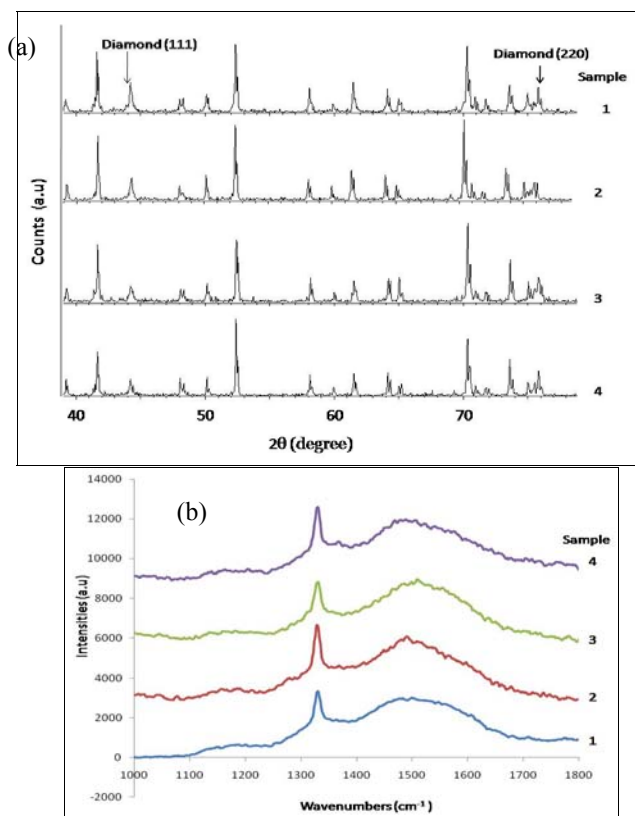 (a)
Diamond (111)
Diamond (220)
Sample
1
2
3
4
Counts (a.u)
40 50 60 70
2θ (degree)
(b)
14000
12000
10000
8000
6000
4000
2000
0
-2000
Intensities (a.u)
Sample
4
3
2
1
1000 1100 1200 1300 1400 1500 1600 1700 1800
Wavenumbers (cm⁻¹)